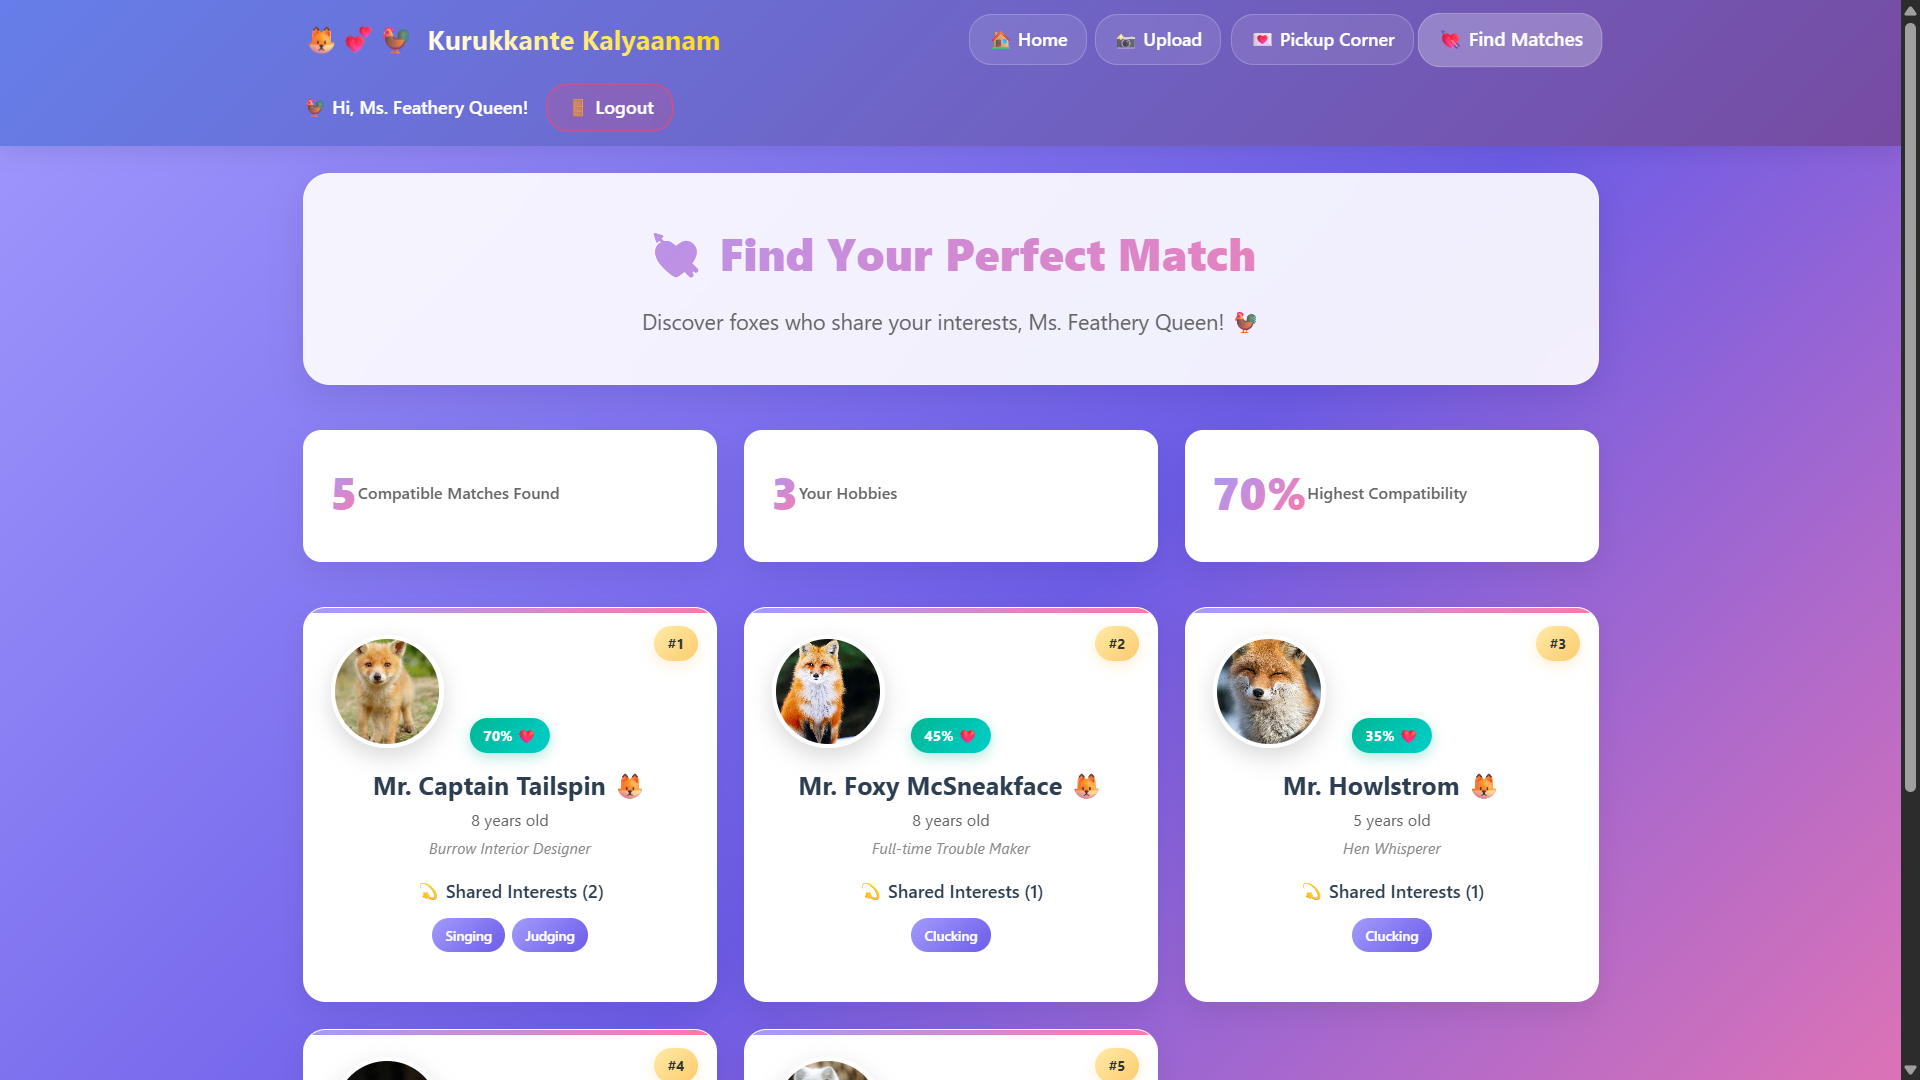 Kurukkante Kalyaanam
Home
Upload
Pickup Corner
Find Matches
Hi, Ms. Feathery Queen!
Logout
Find Your Perfect Match
Discover foxes who share your interests, Ms. Feathery Queen!
5 Compatible Matches Found
3 Your Hobbies
70% Highest Compatibility
#1
70%
Mr. Captain Tailspin
8 years old
Burrow Interior Designer
Shared Interests (2)
Singing Judging
#2
45%
Mr. Foxy McSneakface
8 years old
Full-time Trouble Maker
Shared Interests (1)
Clucking
#3
35%
Mr. Howlstrom
5 years old
Hen Whisperer
Shared Interests (1)
Clucking
#4
#5